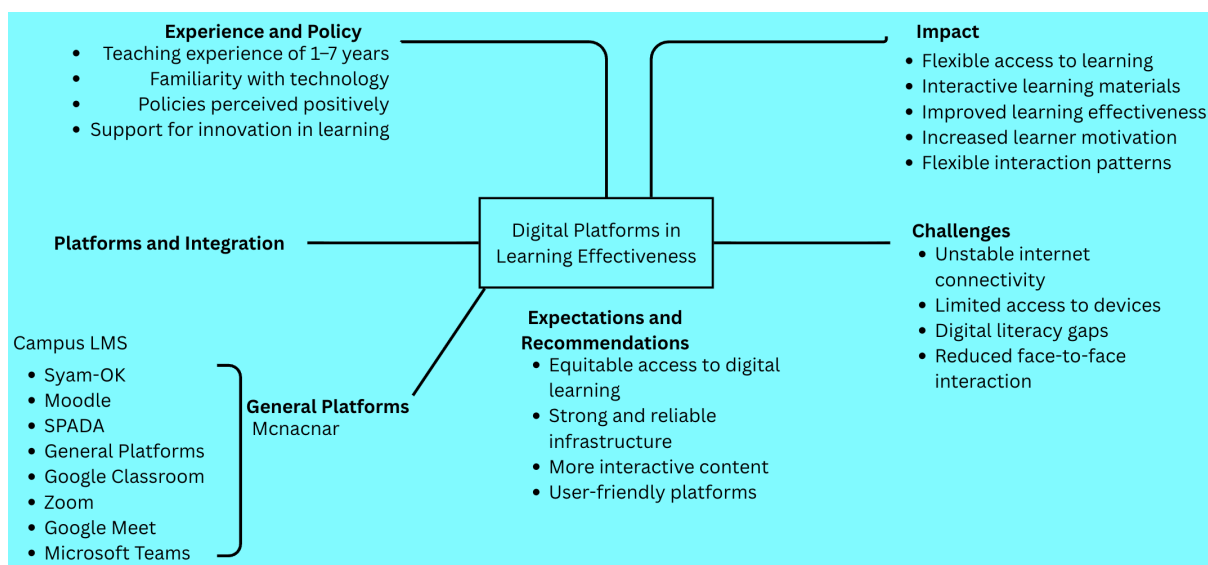 Experience and Policy
• Teaching experience of 1–7 years
• Familiarity with technology
• Policies perceived positively
• Support for innovation in learning
Impact
• Flexible access to learning
• Interactive learning materials
• Improved learning effectiveness
• Increased learner motivation
• Flexible interaction patterns
Platforms and Integration
Digital Platforms in
Learning Effectiveness
Challenges
• Unstable internet
connectivity
• Limited access to devices
• Digital literacy gaps
• Reduced face-to-face
interaction
Campus LMS
• Syam-OK
• Moodle
• SPADA
• General Platforms
• Google Classroom
• Zoom
• Google Meet
• Microsoft Teams
General Platforms
Mcnacnar
Expectations and
Recommendations
• Equitable access to digital
learning
• Strong and reliable
infrastructure
• More interactive content
• User-friendly platforms